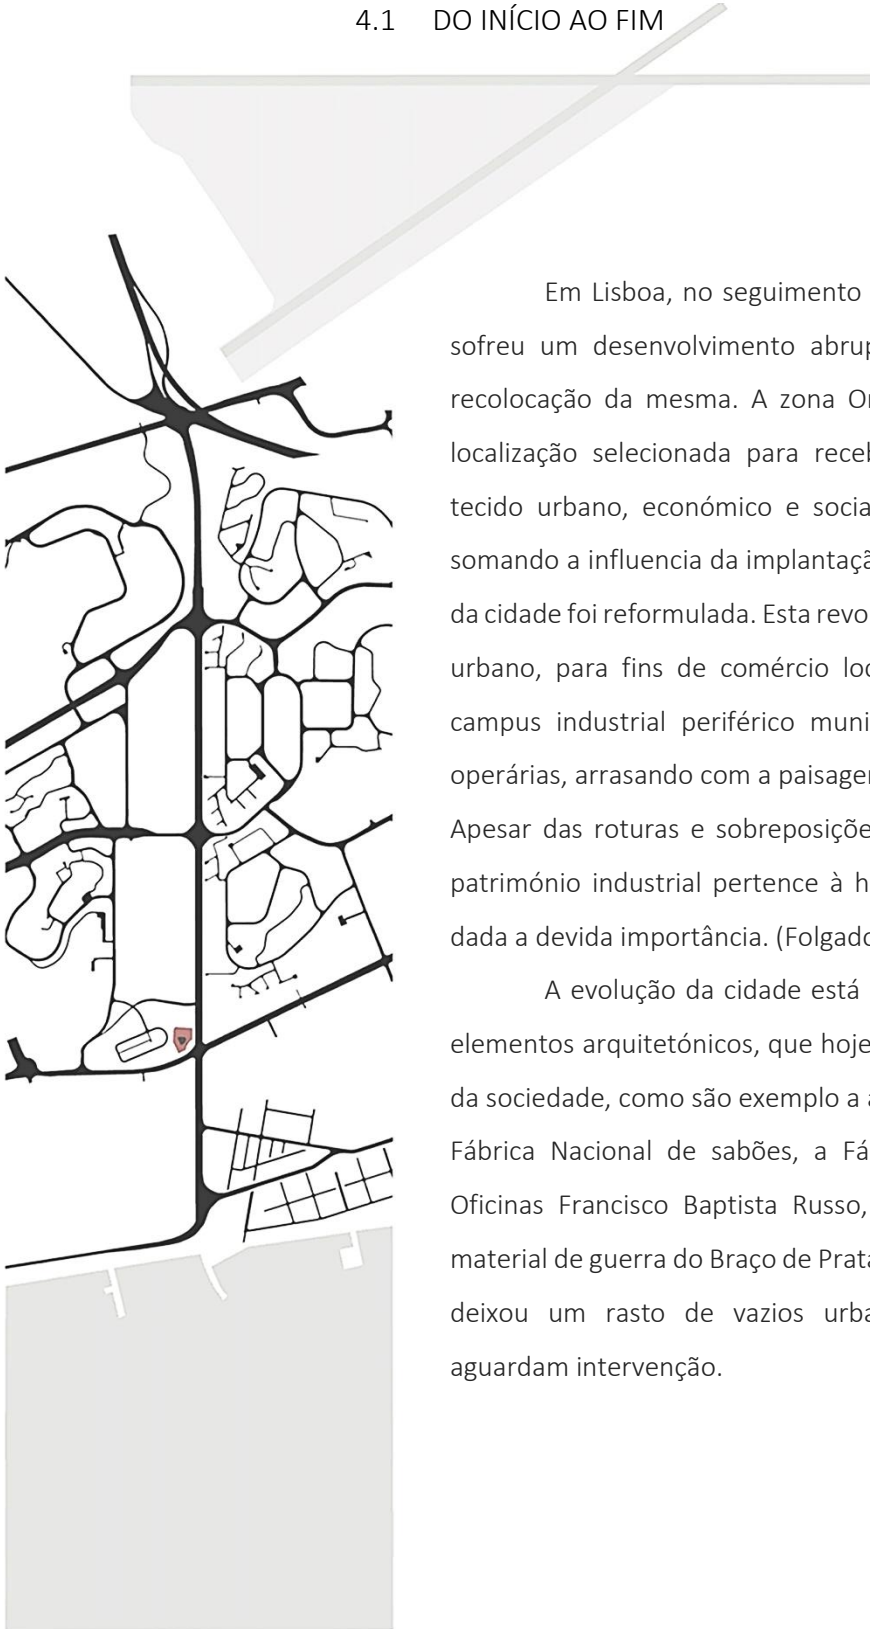 4.1 DO INÍCIO AO FIM
Em Lisboa, no seguimento
sofreu um desenvolvimento abrup
recolocação da mesma. A zona Or
localização selecionada para receb
tecido urbano, económico e socia
somando a influencia da implantaçã
da cidade foi reformulada. Esta revo
urbano, para fins de comércio loc
campus industrial periférico muni
operárias, arrasando com a paisage
Apesar das roturas e sobreposiçõe
património industrial pertence à h
dada a devida importância. (Folgado
A evolução da cidade está
elementos arquitetónicos, que hoje
da sociedade, como são exemplo a a
Fábrica Nacional de sabões, a Fá
Oficinas Francisco Baptista Russo,
material de guerra do Braço de Prata
deixou um rasto de vazios urba
aguardam intervenção.